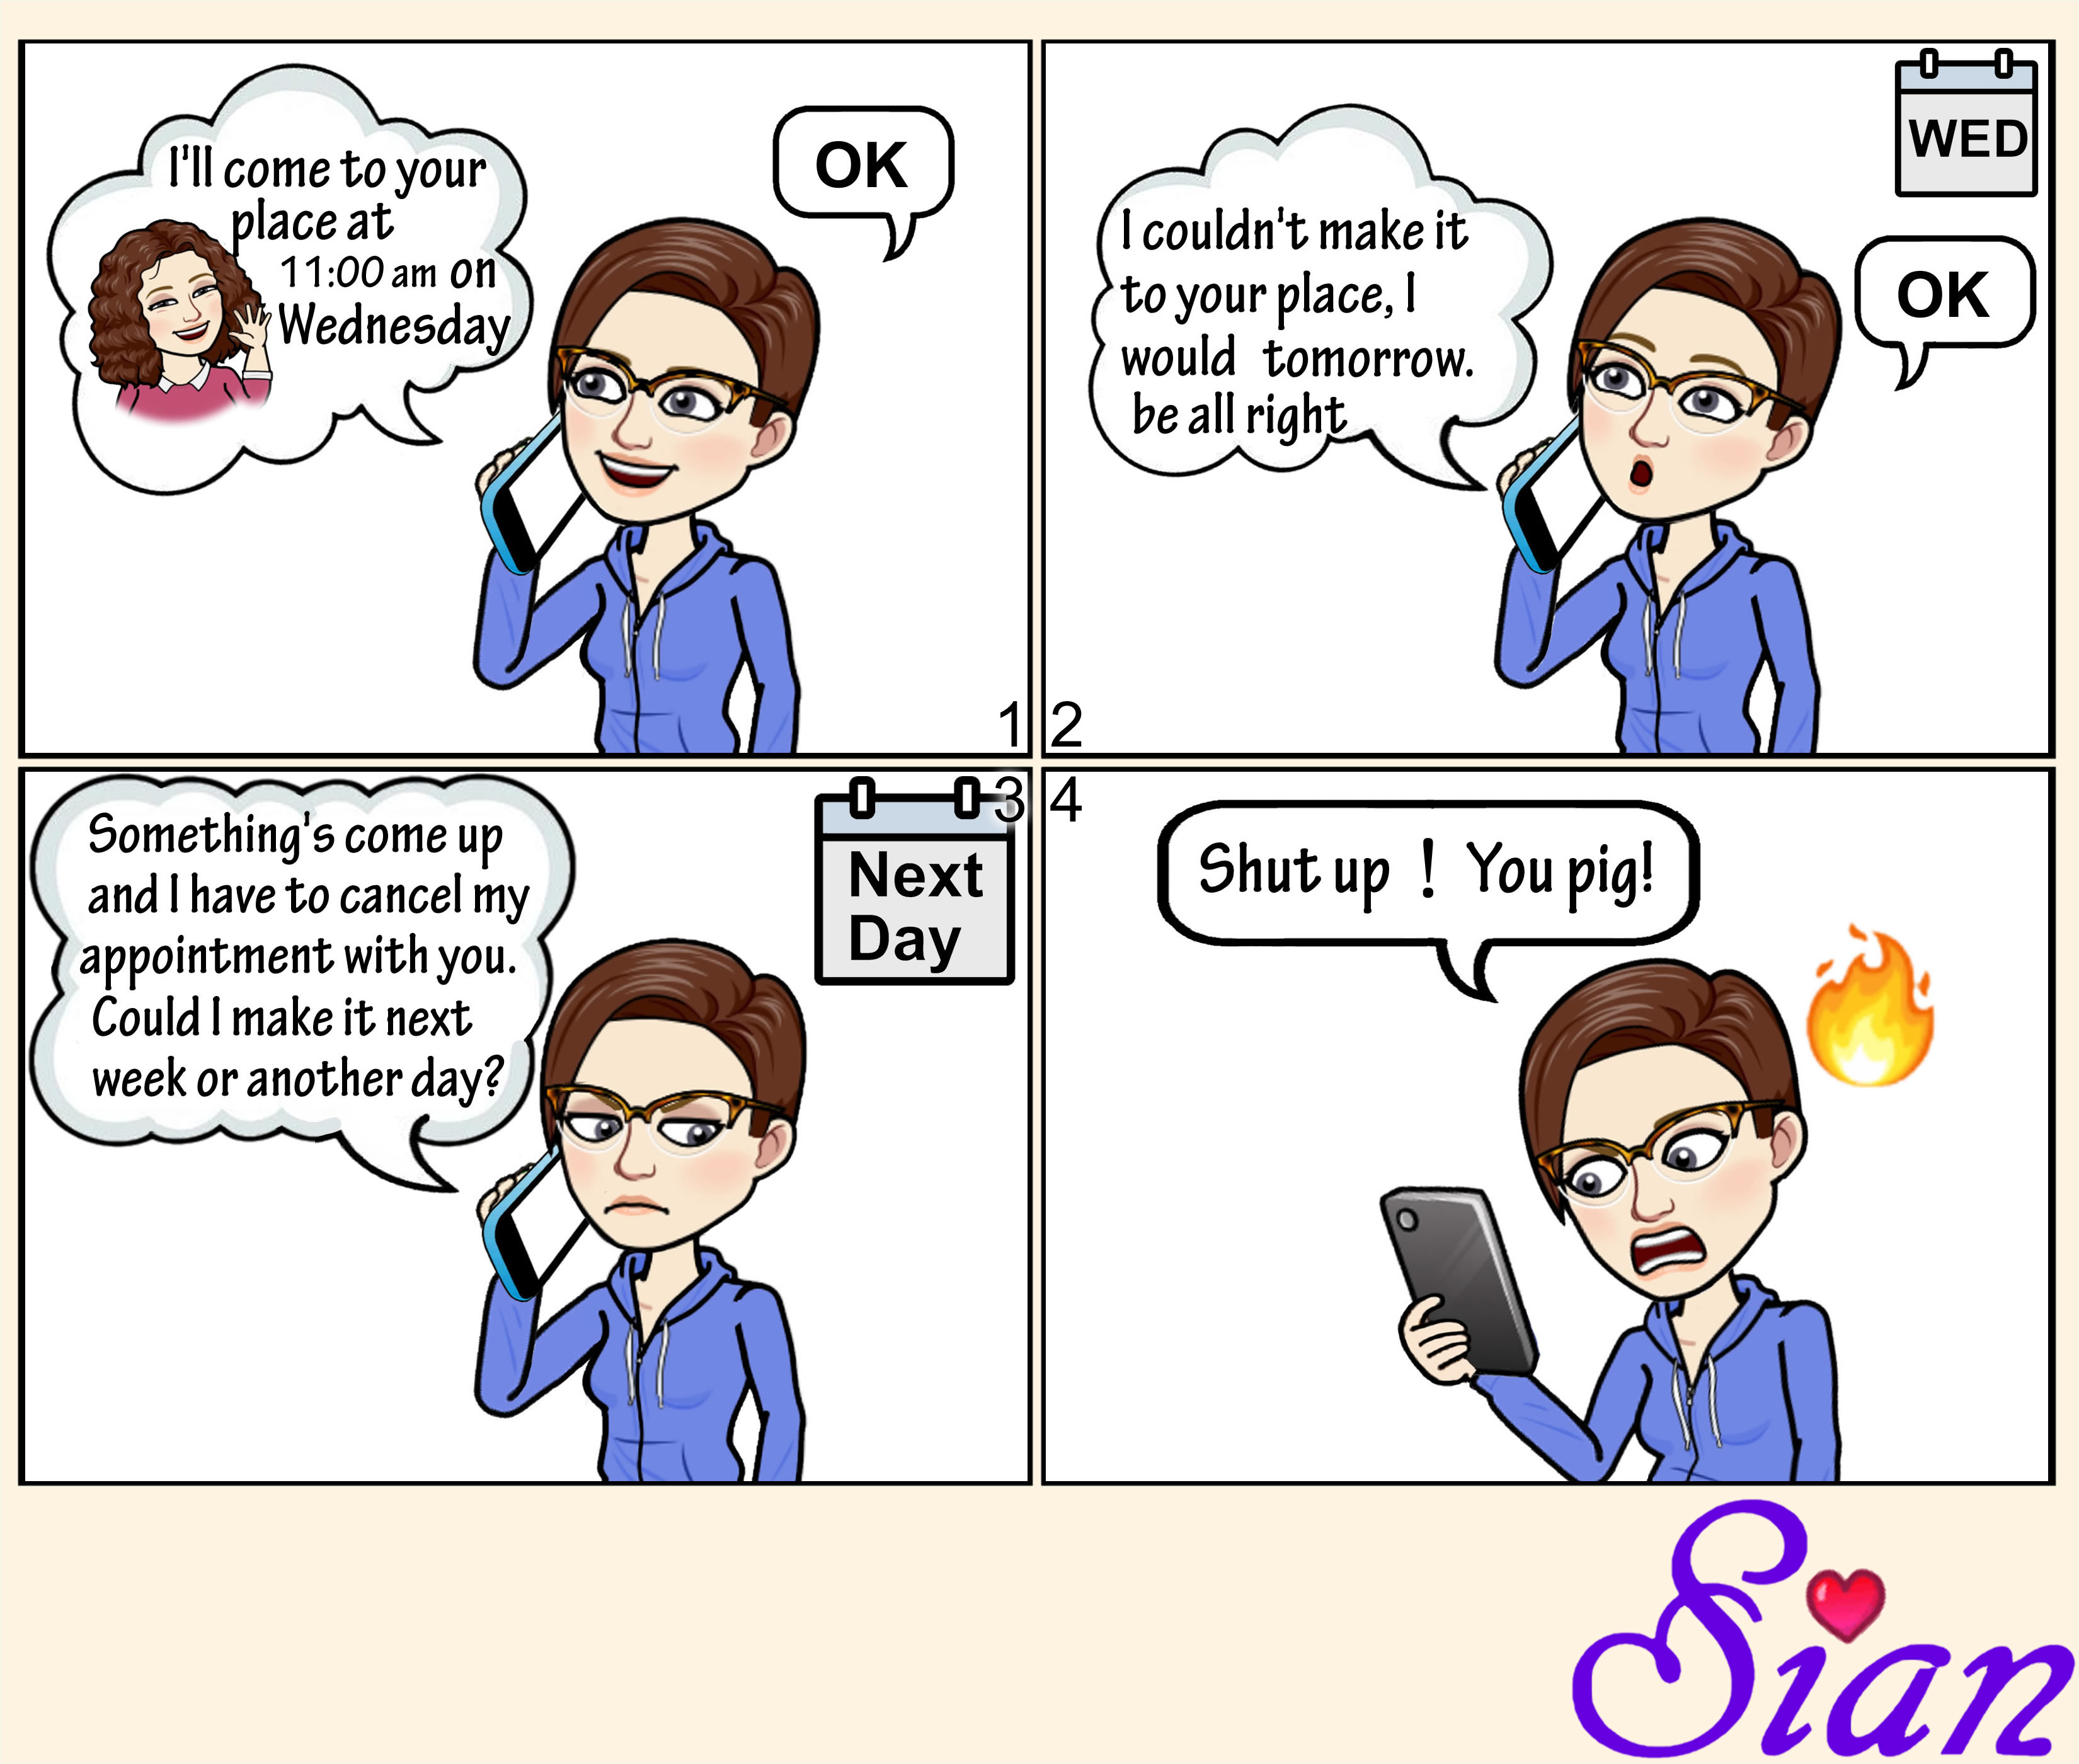 I'll come to your
place at
11:00 am on
Wednesday
OK
1
WED
I couldn't make it
to your place, I
would tomorrow.
be all right
OK
2
3
Next
Day
Something's come up
and I have to cancel my
appointment with you.
Could I make it next
week or another day?
4
Shut up ! You pig!
Sian